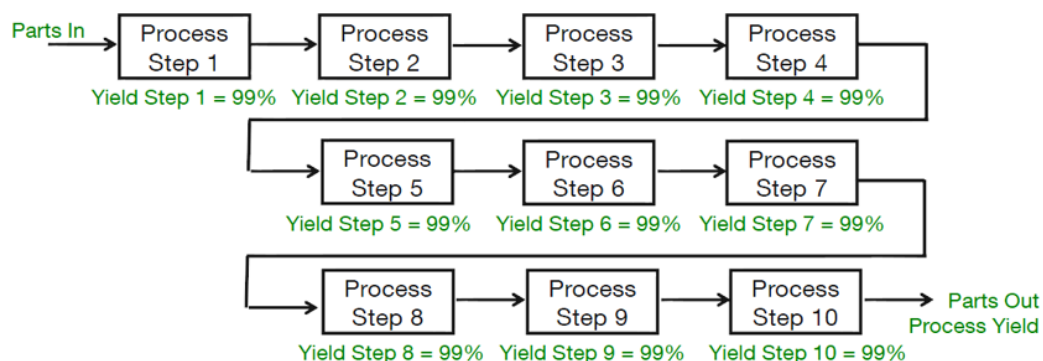 Parts In
Process
Step 1
Process
Step 2
Process
Step 3
Process
Step 4
Yield Step 1 = 99%
Yield Step 2 = 99%
Yield Step 3 = 99%
Yield Step 4 = 99%
Process
Step 5
Process
Step 6
Process
Step 7
Yield Step 5 = 99%
Yield Step 6 = 99%
Yield Step 7 = 99%
Process
Step 8
Process
Step 9
Process
Step 10
Parts Out
Process Yield
Yield Step 8 = 99%
Yield Step 9 = 99%
Yield Step 10 = 99%